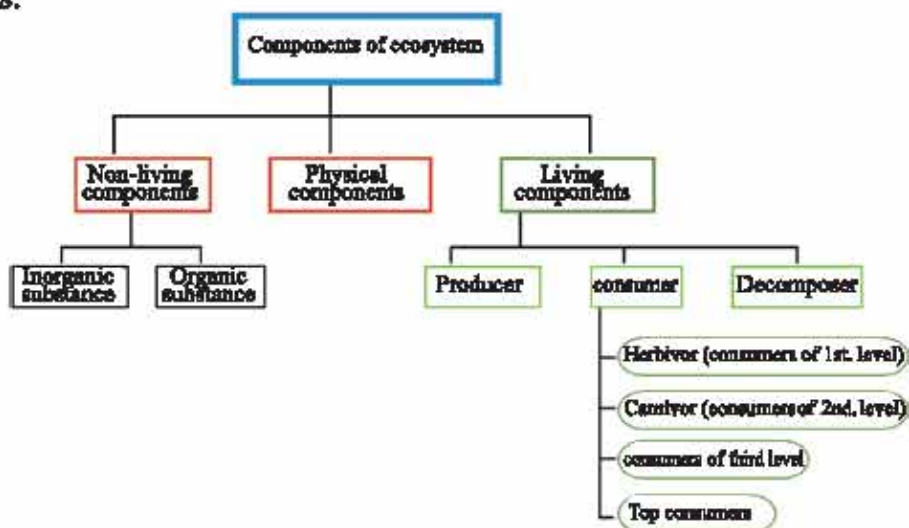 Components of ecosystem
Non-living
components
Physical
components
Living
components
Inorganic
substance
Organic
substance
Producer
consumer
Decomposer
Herbivor (consumers of 1st. level)
Carnivor (consumers of 2nd. level)
consumers of third level
Top consumers